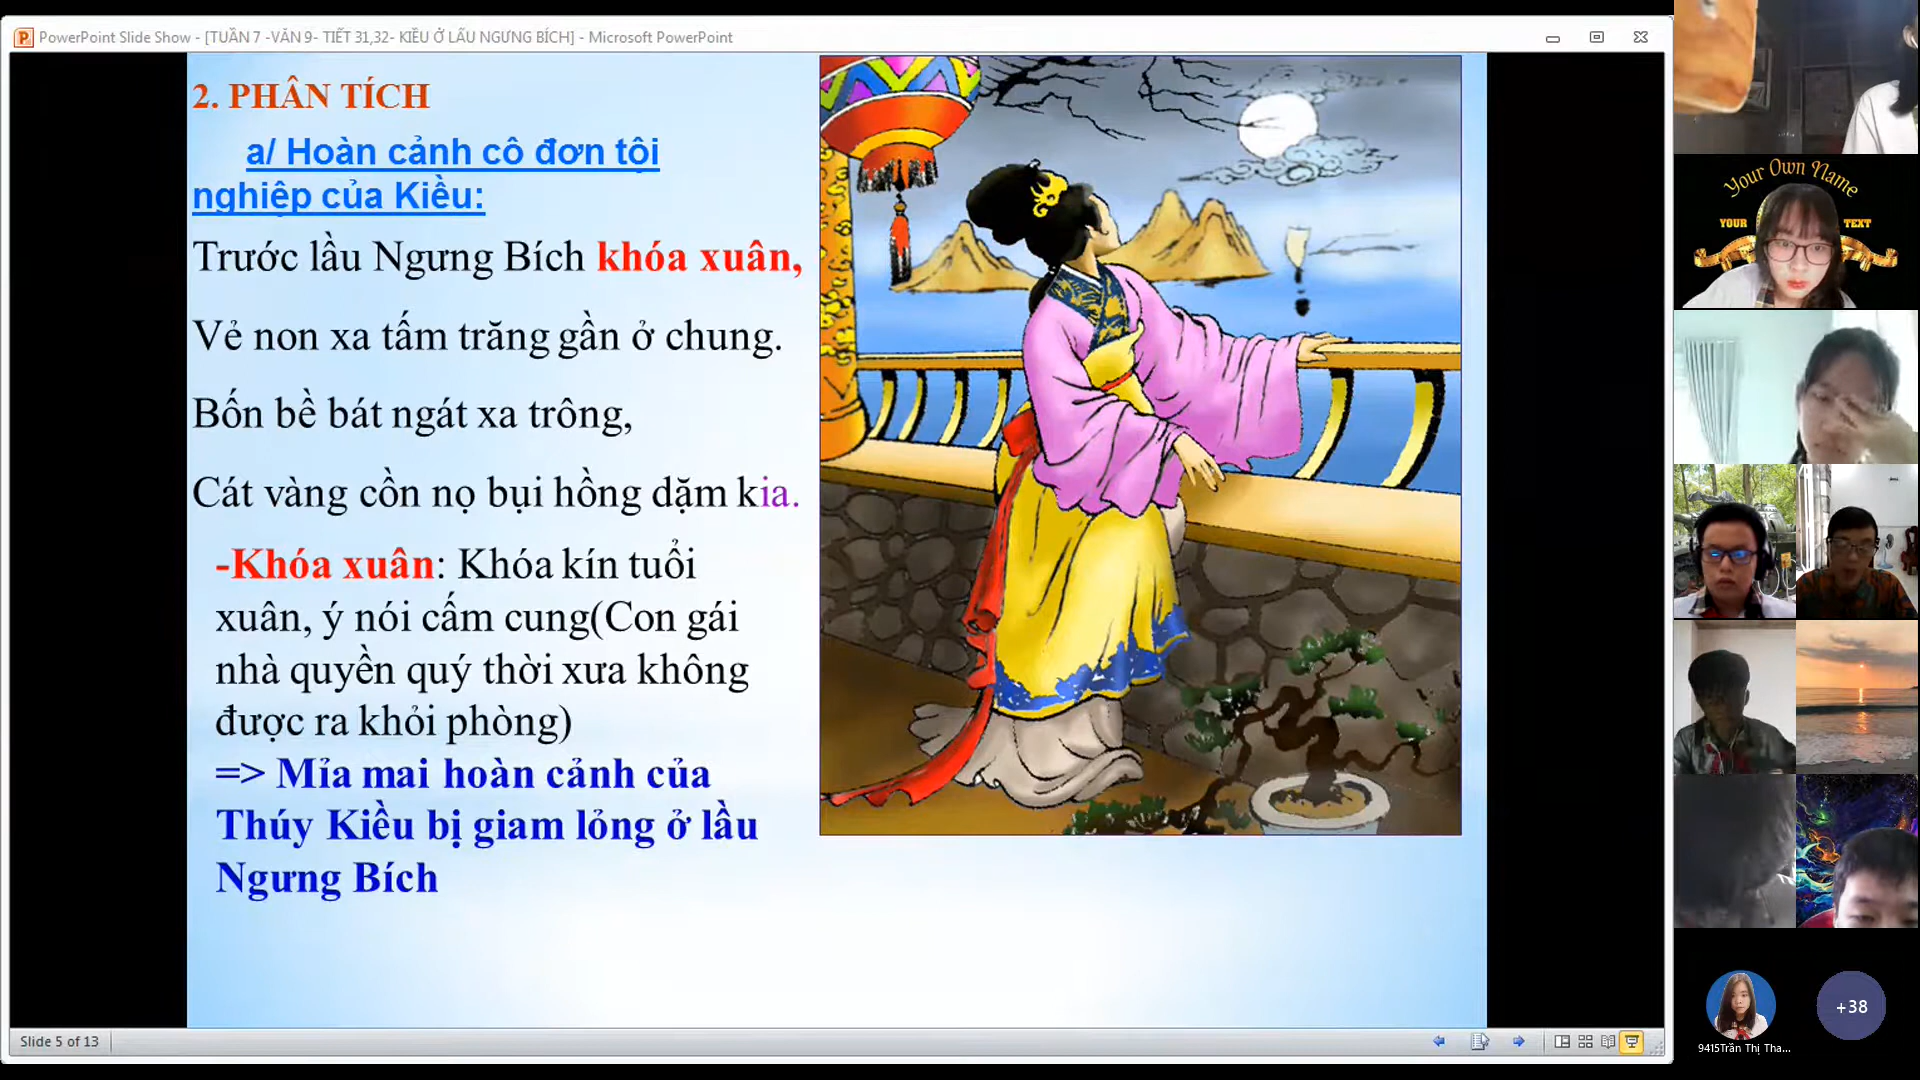 PowerPoint Slide Show - [TUẦN 7 -VĂN 9- TIẾT 31,32- KIỀU Ở LẦU NGƯNG BÍCH] - Microsoft PowerPoint
2. PHÂN TÍCH
a/ Hoàn cảnh cô đơn tội
nghiệp của Kiều:
Trước lầu Ngưng Bích khóa xuân,
Vẻ non xa tấm trăng gần ở chung.
Bốn bề bát ngát xa trông,
Cát vàng cồn nọ bụi hồng dặm kia.
-Khóa xuân: Khóa kín tuổi
xuân, ý nói cấm cung(Con gái
nhà quyền quý thời xưa không
được ra khỏi phòng)
=> Mỉa mai hoàn cảnh của
Thúy Kiều bị giam lỏng ở lầu
Ngưng Bích
Slide 5 of 13
Your Own Name
YOUR TEXT
+38
9415Trần Thị Tha...